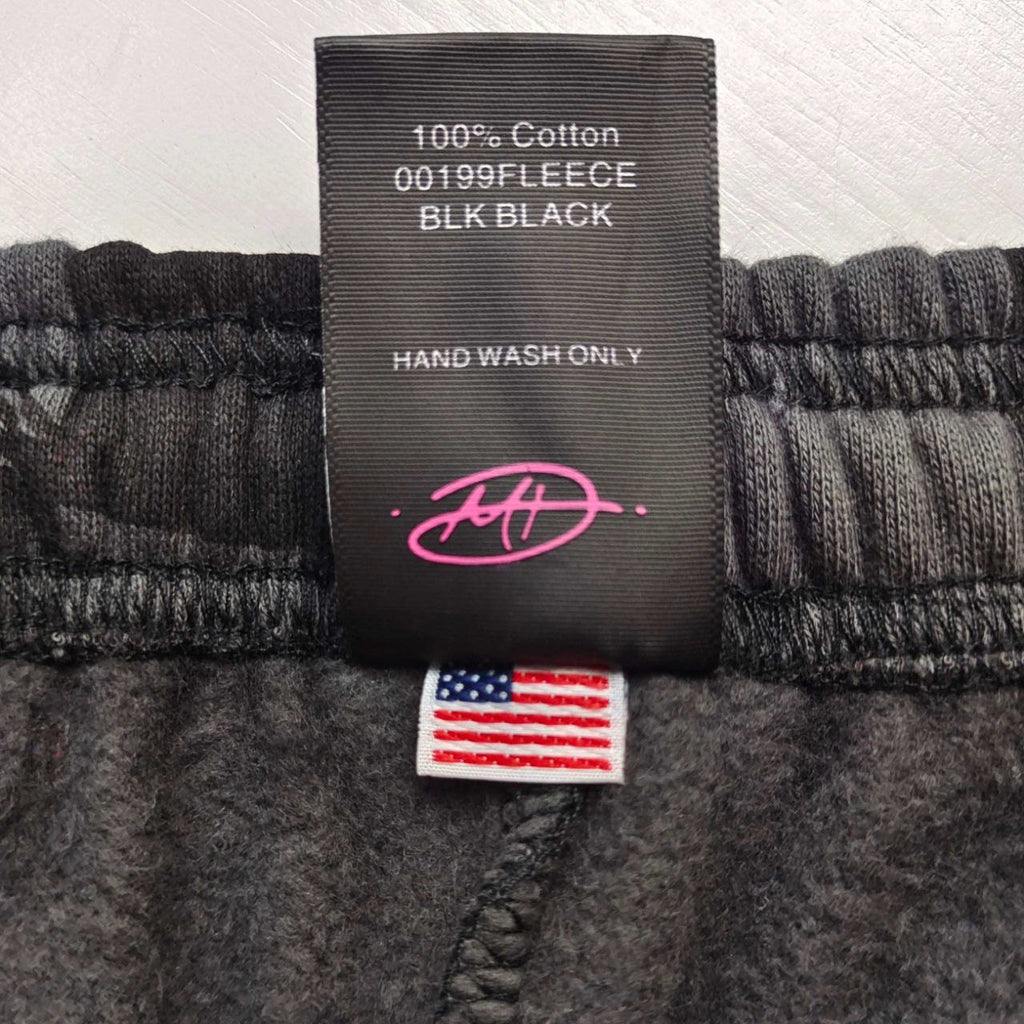 100% Cotton
00199FLEECE
BLK BLACK
HAND WASH ONLY